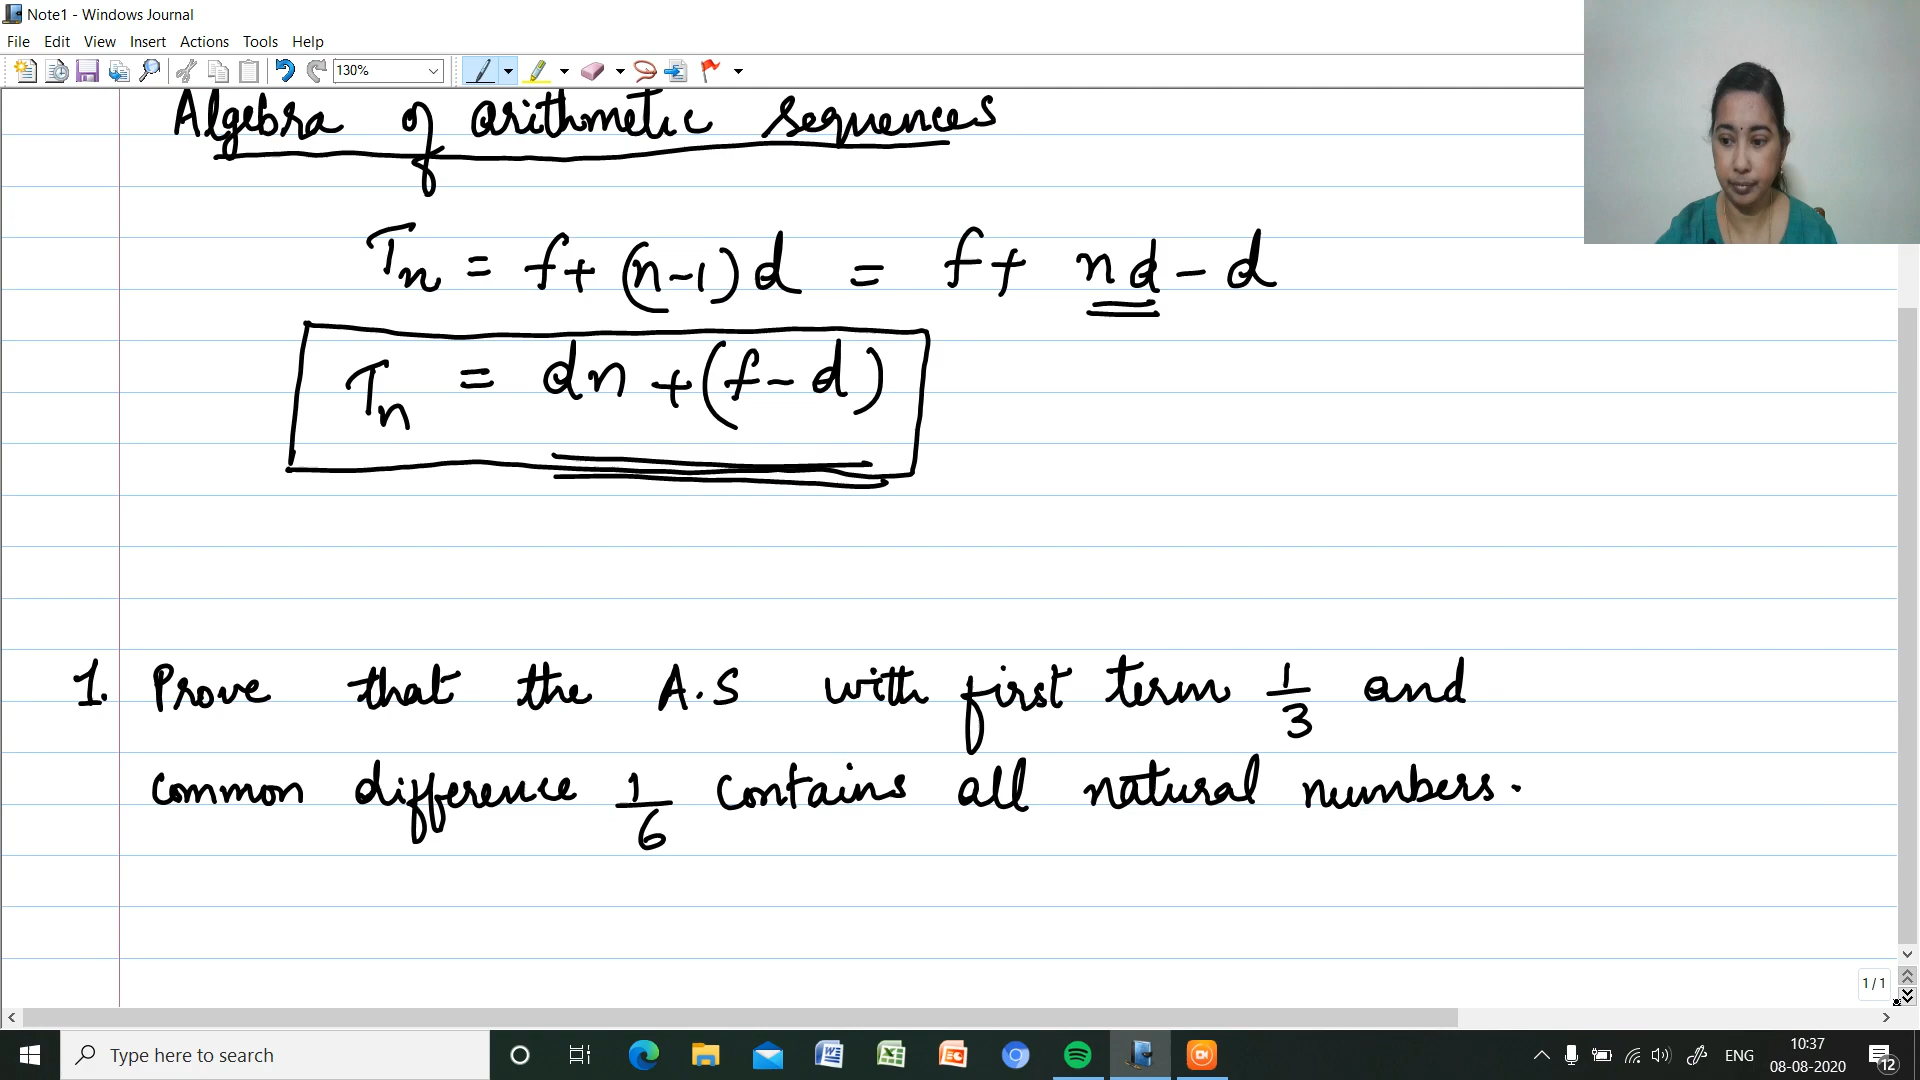 Note1 - Windows Journal
File Edit View Insert Actions Tools Help
130%
Algebra of arithmetic sequences
Tn = f+(n-1)d = f+ nd-d
Tn = dn+(f-d)
1. Prove that the A.S with first term 1/3 and
common difference 1/6 contains all natural numbers.
1 / 1
Type here to search
ENG
10:37
08-08-2020
12